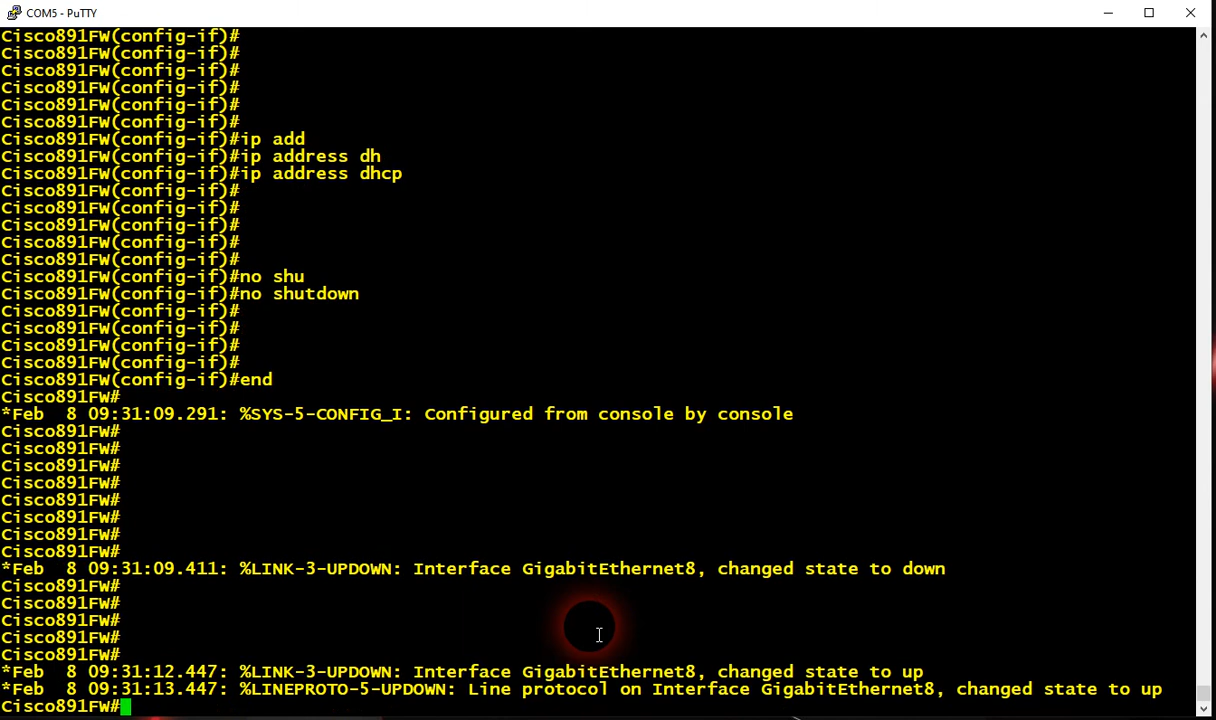 COM5 - PuTTY
Cisco891FW(config-if)#
Cisco891FW(config-if)#
Cisco891FW(config-if)#
Cisco891FW(config-if)#
Cisco891FW(config-if)#
Cisco891FW(config-if)#
Cisco891FW(config-if)#ip add
Cisco891FW(config-if)#ip address dh
Cisco891FW(config-if)#ip address dhcp
Cisco891FW(config-if)#
Cisco891FW(config-if)#
Cisco891FW(config-if)#
Cisco891FW(config-if)#
Cisco891FW(config-if)#
Cisco891FW(config-if)#no shu
Cisco891FW(config-if)#no shutdown
Cisco891FW(config-if)#
Cisco891FW(config-if)#
Cisco891FW(config-if)#
Cisco891FW(config-if)#
Cisco891FW(config-if)#end
Cisco891FW#
*Feb  8 09:31:09.291: %SYS-5-CONFIG_I: Configured from console by console
Cisco891FW#
Cisco891FW#
Cisco891FW#
Cisco891FW#
Cisco891FW#
Cisco891FW#
Cisco891FW#
Cisco891FW#
*Feb  8 09:31:09.411: %LINK-3-UPDOWN: Interface GigabitEthernet8, changed state to down
Cisco891FW#
Cisco891FW#
Cisco891FW#
Cisco891FW#
Cisco891FW#
*Feb  8 09:31:12.447: %LINK-3-UPDOWN: Interface GigabitEthernet8, changed state to up
*Feb  8 09:31:13.447: %LINEPROTO-5-UPDOWN: Line protocol on Interface GigabitEthernet8, changed state to up
Cisco891FW#